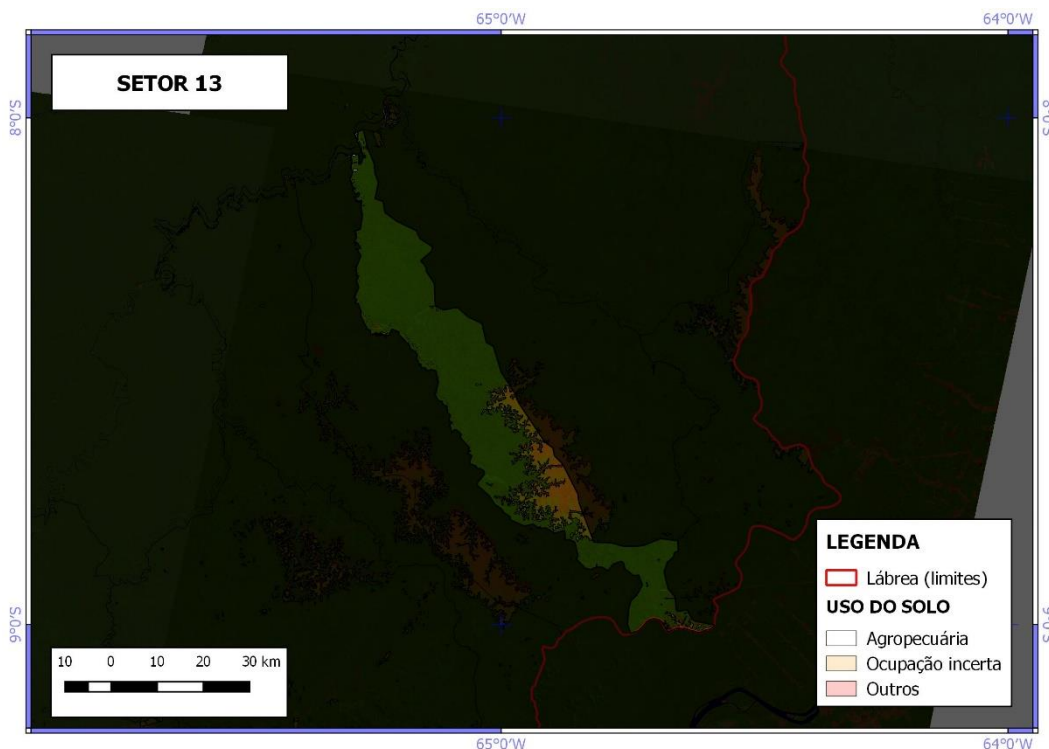 65°0'W 64°0'W
SETOR 13
8°0'S 8°0'S
LEGENDA
Lábrea (limites)
USO DO SOLO
Agropecuária
Ocupação incerta
Outros
9°0'S 9°0'S
10 0 10 20 30 km
65°0'W 64°0'W